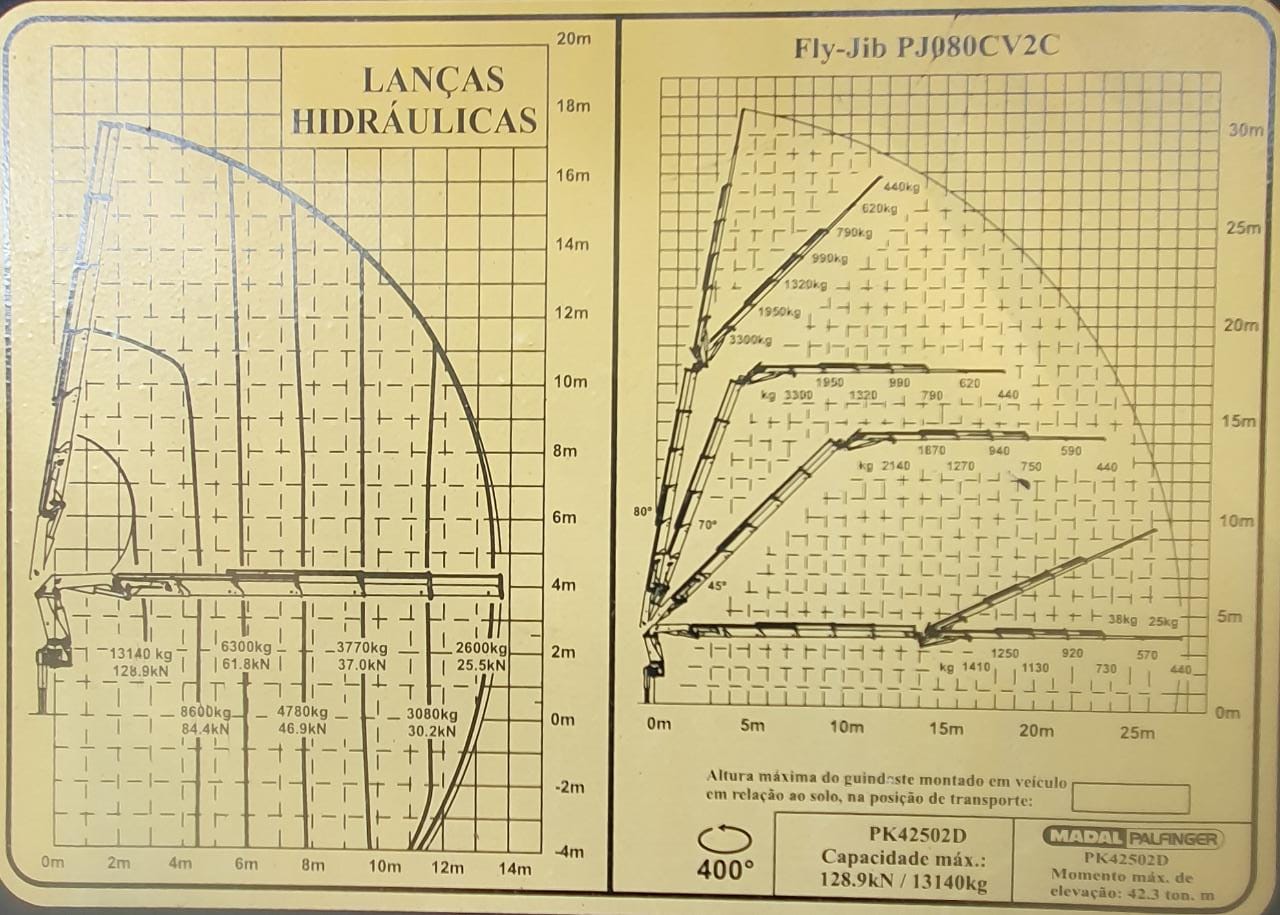 LANÇAS
HIDRÁULICAS
20m
18m
16m
14m
12m
10m
8m
6m
4m
2m
0m
-2m
-4m
13140 kg
128.9kN
6300kg
61.8kN
3770kg
37.0kN
2600kg
25.5kN
8600kg
84.4kN
4780kg
46.9kN
3080kg
30.2kN
0m 2m 4m 6m 8m 10m 12m 14m
Fly-Jib PJ080CV2C
30m
25m
20m
15m
10m
5m
0m
440kg
620kg
790kg
990kg
1320kg
1950kg
3300kg
1950 990 620
kg 3300 1320 790 440
1870 940 590
kg 2140 1270 750 440
80°
70°
45°
38kg 25kg
1250 920 570
kg 1410 1130 730 440
0m 5m 10m 15m 20m 25m
Altura máxima do guindaste montado em veículo
em relação ao solo, na posição de transporte:
400°
PK42502D
Capacidade máx.:
128.9kN / 13140kg
MADAL PALFINGER
PK42502D
Momento máx. de
elevação: 42.3 ton. m